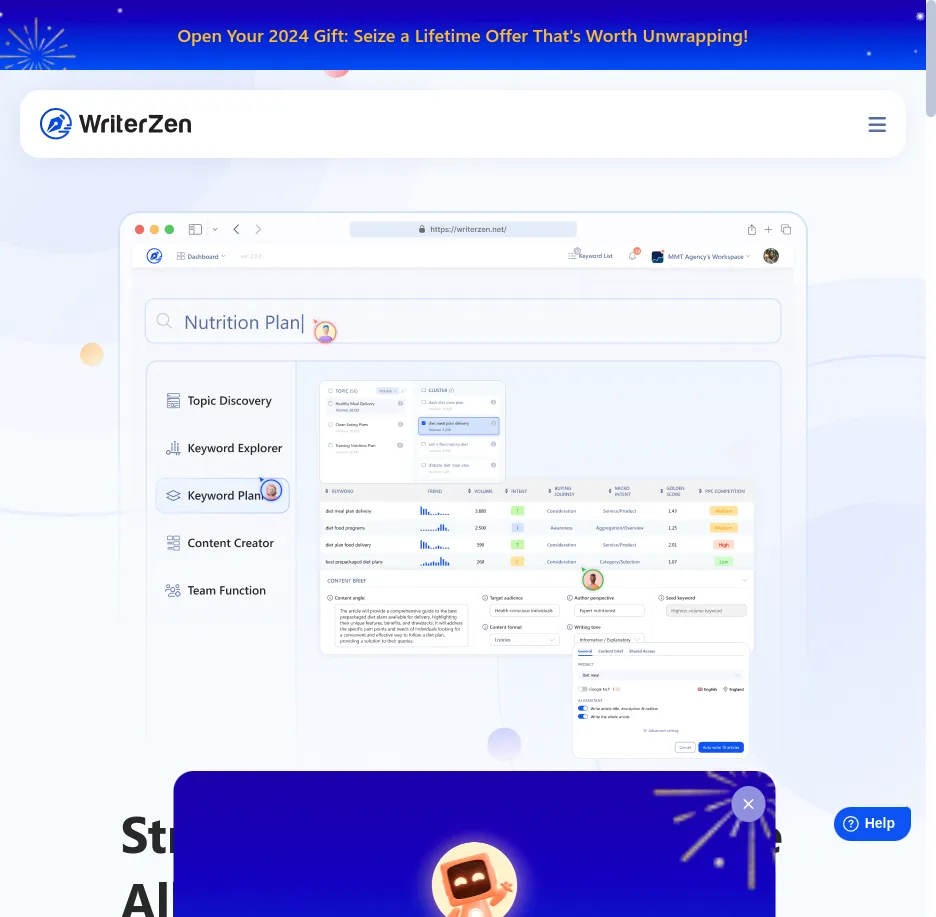 Open Your 2024 Gift: Seize a Lifetime Offer That's Worth Unwrapping!
WriterZen
https://writerzen.net/
Dashboard
Keyword List
MMT Agency's Workspace
Nutrition Plan
Topic Discovery
Keyword Explorer
Keyword Plan
Content Creator
Team Function
TOPIC
CLUSTER
Healthy Meal Delivery
Clean Eating Plans
Training Nutrition Plan
diet meal plan delivery
KEYWORD TREND VOLUME INTENT BUYING JOURNEY MICRO INTENT GOLDEN SCORE PPC COMPETITION
diet meal plan delivery 3.600 Consideration Service/Product 1.43 Medium
diet food programs 2.500 Awareness Aggregation/Overview 1.25 Medium
diet plan food delivery 590 Consideration Service/Product 2.01 High
best prepackaged diet plans 260 Consideration Category/Selection 1.07 Low
CONTENT BRIEF
Content angle: Target audience Author perspective Seed keyword
The article will provide a comprehensive guide to the best
prepackaged diet plans available for delivery, highlighting
their unique features, benefits, and drawbacks. It will address
the specific pain points and needs of individuals looking for
a convenient and effective way to follow a diet plan,
providing a solution to their queries.
Health-conscious individuals
Expert nutritionist
Highest volume keyword
Content format Writing tone
Listicles
Informative / Explanatory
General Content brief Shared Access
PROJECT
Diet meal
Google NLP
English England
AI ASSISTANT
Write article title, description & outline
Write the whole article
Advanced setting
Cancel
Auto write 10 articles
Help